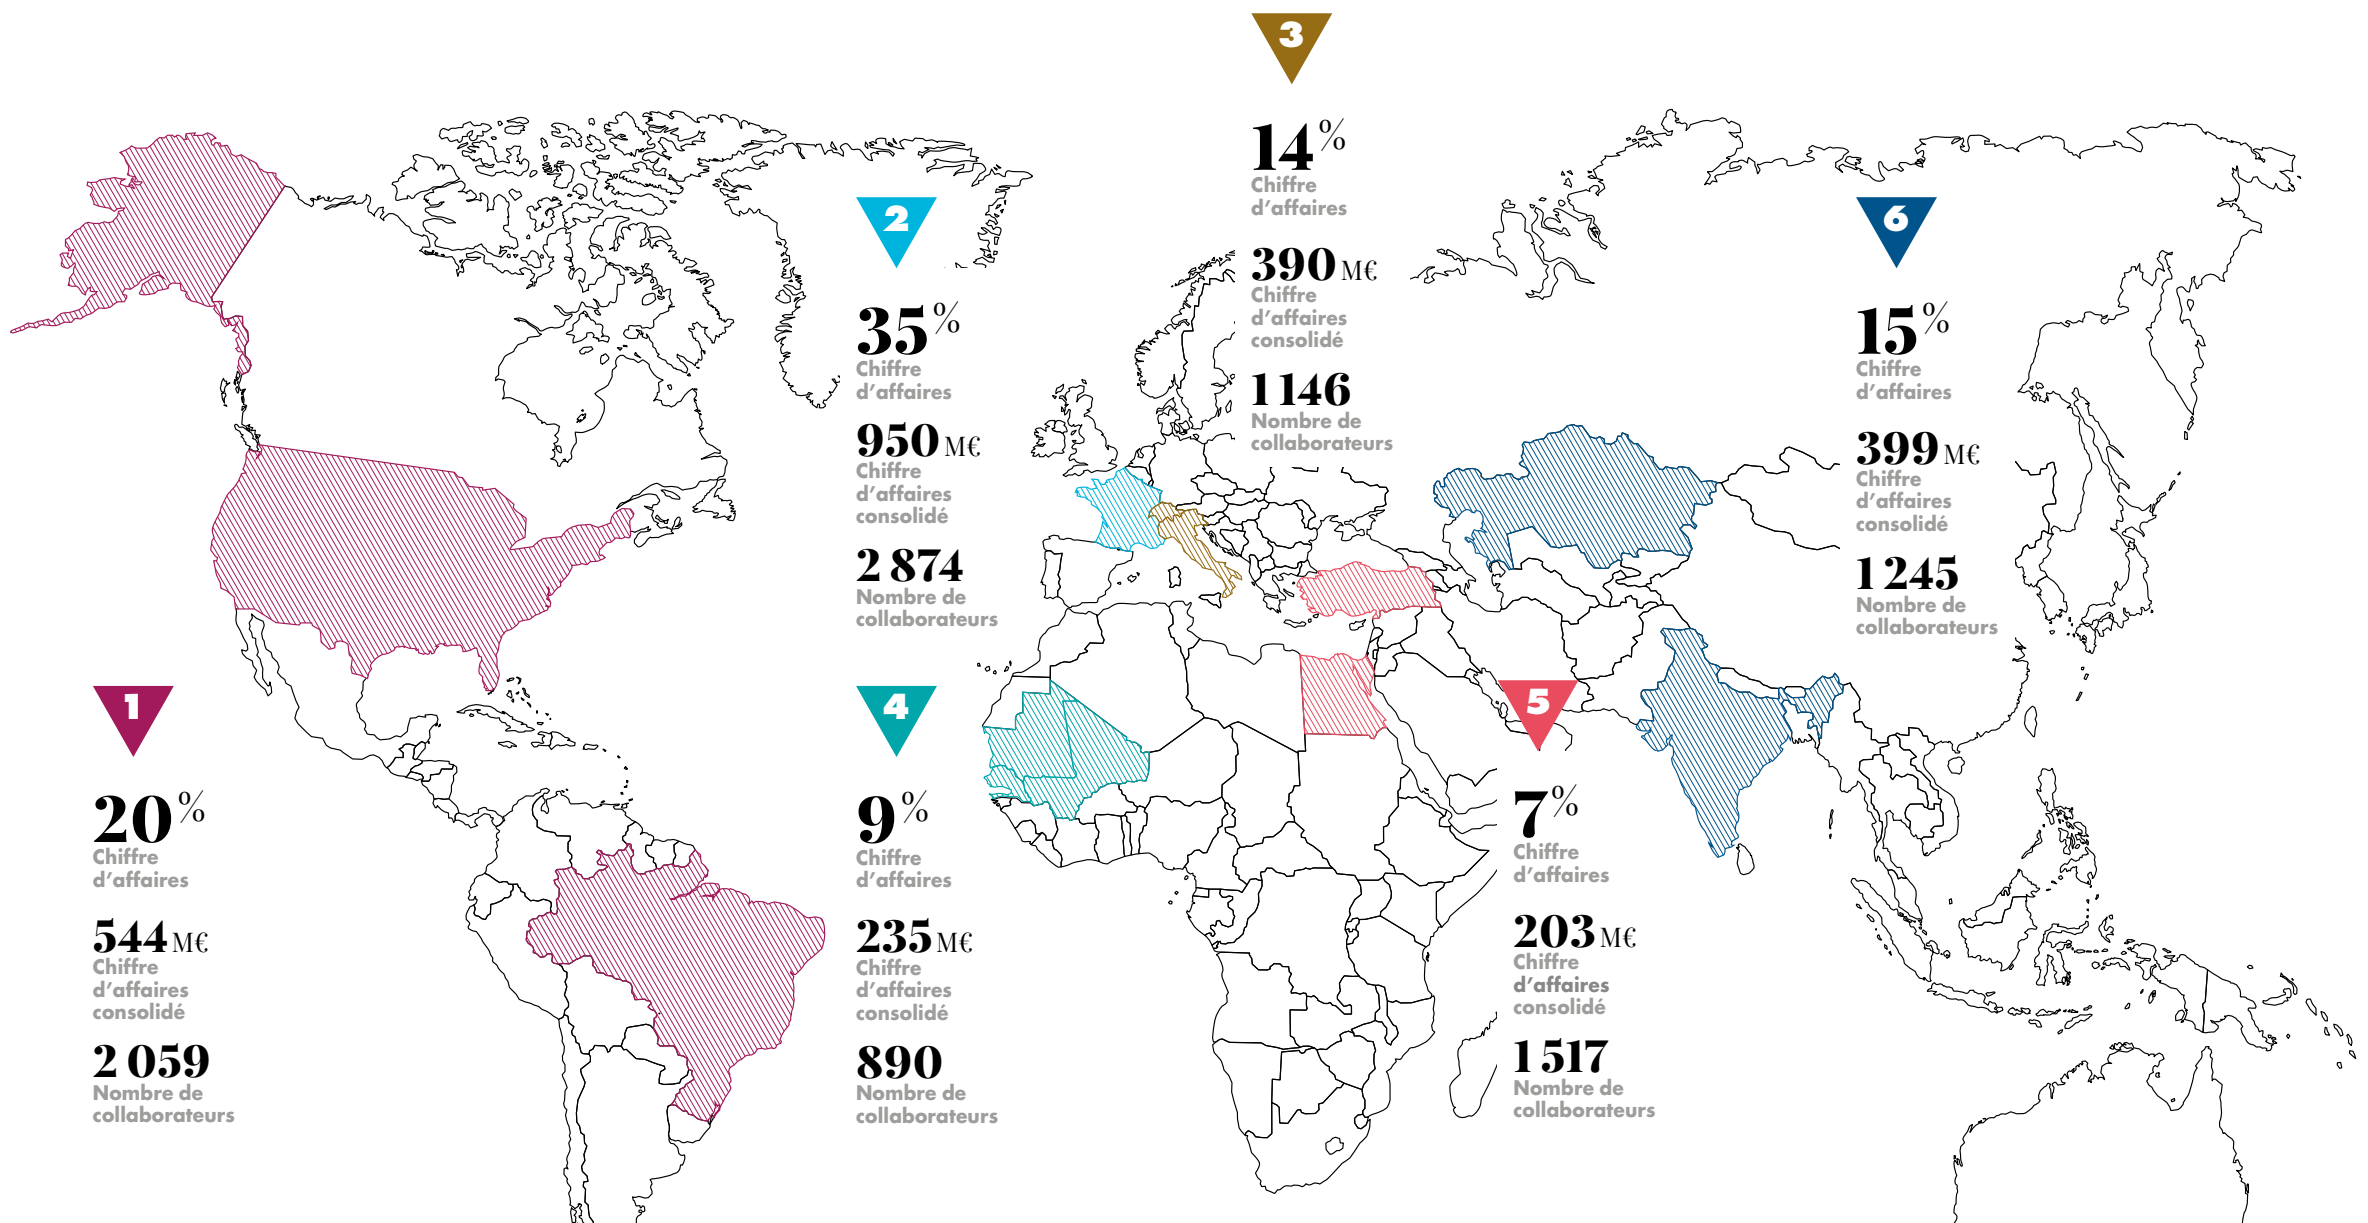 1
20 %
Chiffre
d’affaires
544 M€
Chiffre
d’affaires
consolidé
2 059
Nombre de
collaborateurs
2
35 %
Chiffre
d’affaires
950 M€
Chiffre
d’affaires
consolidé
2 874
Nombre de
collaborateurs
3
14 %
Chiffre
d’affaires
390 M€
Chiffre
d’affaires
consolidé
1 146
Nombre de
collaborateurs
4
9 %
Chiffre
d’affaires
235 M€
Chiffre
d’affaires
consolidé
890
Nombre de
collaborateurs
5
7 %
Chiffre
d’affaires
203 M€
Chiffre
d’affaires
consolidé
1 517
Nombre de
collaborateurs
6
15 %
Chiffre
d’affaires
399 M€
Chiffre
d’affaires
consolidé
1 245
Nombre de
collaborateurs